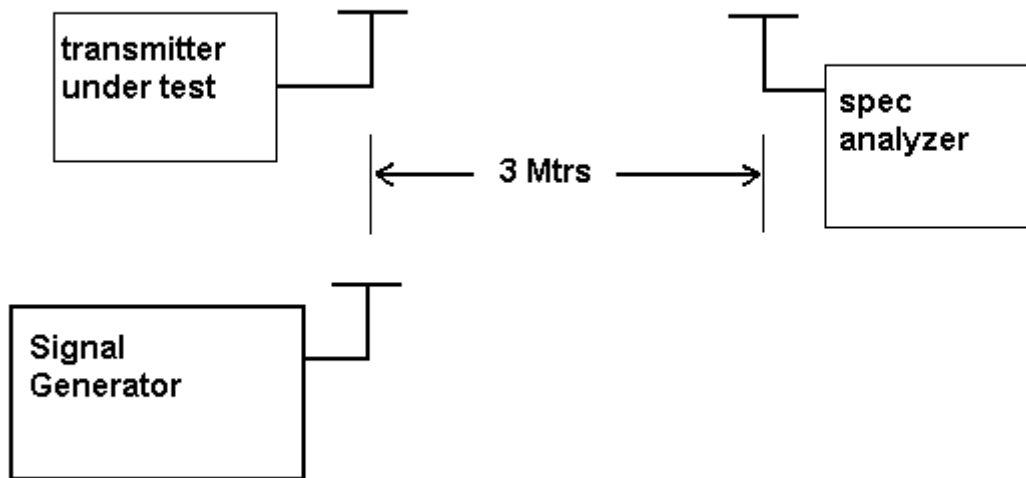 transmitter
under test
spec
analyzer
3 Mtrs
Signal
Generator